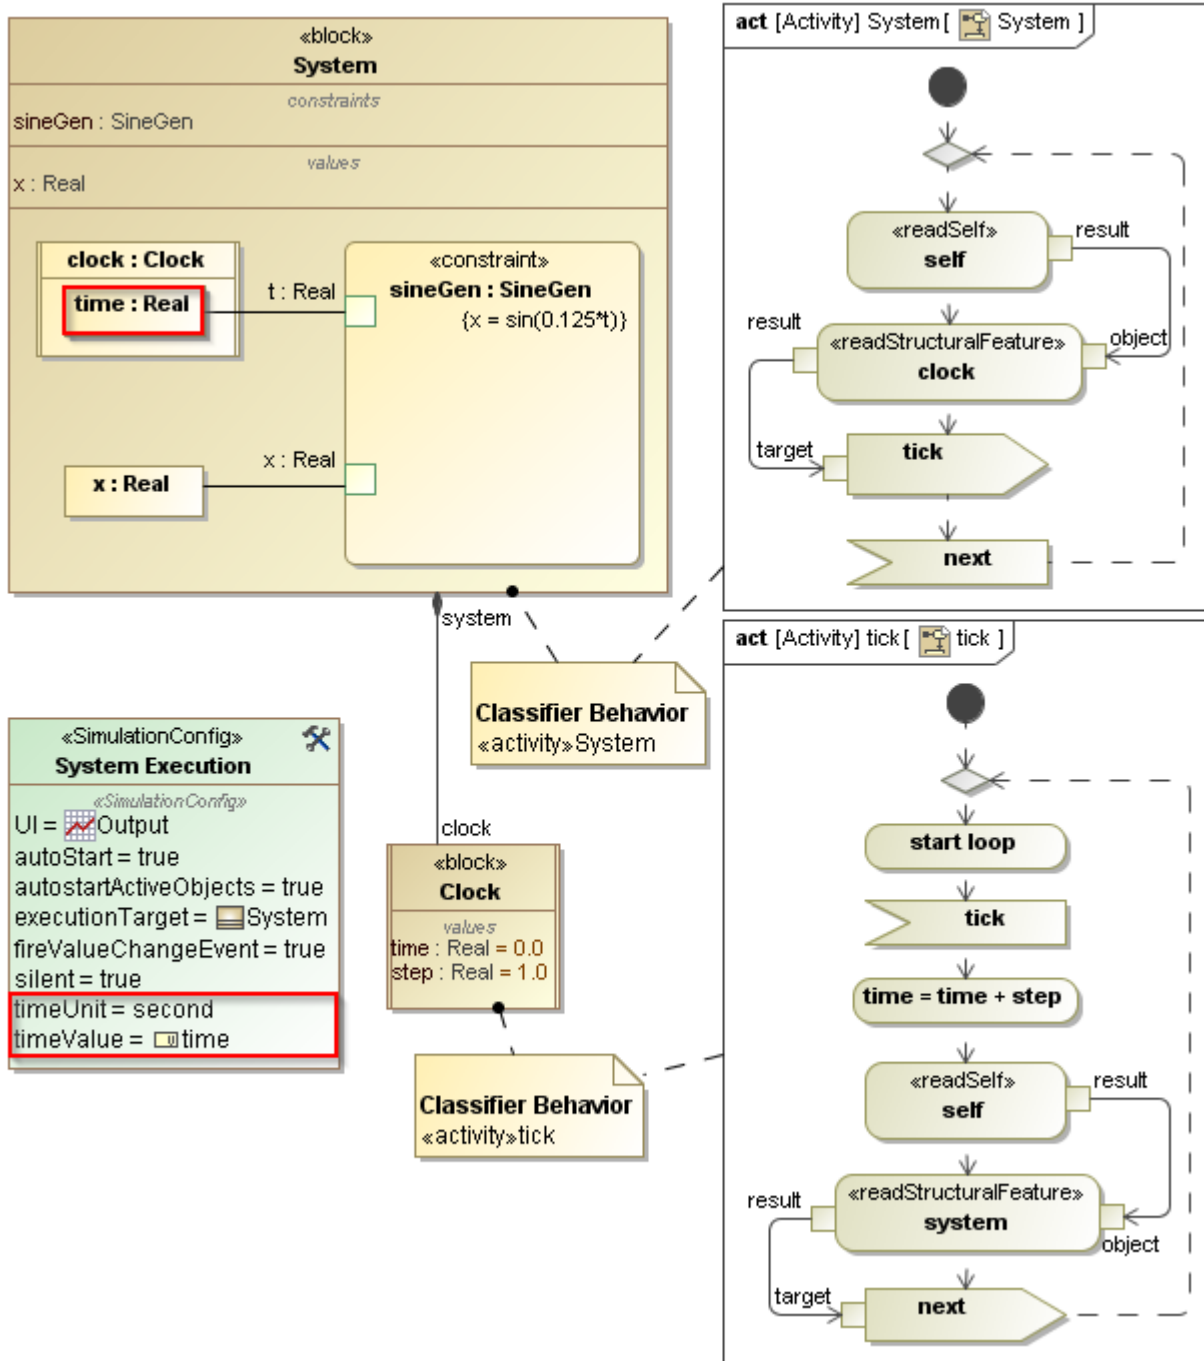 «block»
System
constraints
sineGen : SineGen
values
x : Real
clock : Clock
time : Real
t : Real
«constraint»
sineGen : SineGen
{x = sin(0.125*t)}
x : Real
x : Real
system
Classifier Behavior
«activity»System
«SimulationConfig»
System Execution
«SimulationConfig»
UI = Output
autoStart = true
autostartActiveObjects = true
executionTarget = System
fireValueChangeEvent = true
silent = true
timeUnit = second
timeValue = time
clock
«block»
Clock
values
time : Real = 0.0
step : Real = 1.0
Classifier Behavior
«activity»tick
act [Activity] System [ System ]
«readSelf»
self
result
result
«readStructuralFeature»
clock
object
target
tick
next
act [Activity] tick [ tick ]
start loop
tick
time = time + step
«readSelf»
self
result
result
«readStructuralFeature»
system
object
target
next